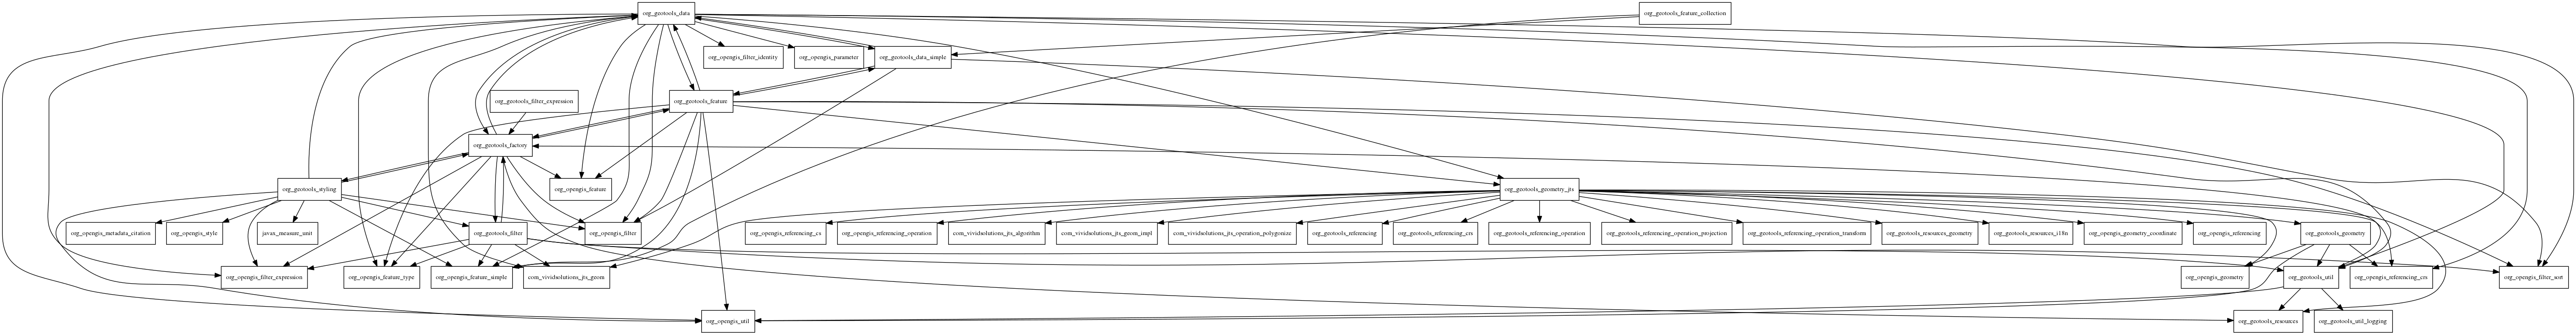 org_geotools_data
org_geotools_feature_collection
org_opengis_filter_identity
org_opengis_parameter
org_geotools_data_simple
org_geotools_filter_expression
org_geotools_feature
org_geotools_factory
org_geotools_styling
org_opengis_feature
org_geotools_geometry_jts
org_opengis_metadata_citation
org_opengis_style
javax_measure_unit
org_geotools_filter
org_opengis_filter
org_opengis_referencing_cs
org_opengis_referencing_operation
com_vividsolutions_jts_algorithm
com_vividsolutions_jts_geom_impl
com_vividsolutions_jts_operation_polygonize
org_geotools_referencing
org_geotools_referencing_crs
org_geotools_referencing_operation
org_geotools_referencing_operation_projection
org_geotools_referencing_operation_transform
org_geotools_resources_geometry
org_geotools_resources_i18n
org_opengis_geometry_coordinate
org_opengis_referencing
org_geotools_geometry
org_opengis_filter_expression
org_opengis_feature_type
org_opengis_feature_simple
com_vividsolutions_jts_geom
org_opengis_geometry
org_geotools_util
org_opengis_referencing_crs
org_opengis_filter_sort
org_opengis_util
org_geotools_resources
org_geotools_util_logging